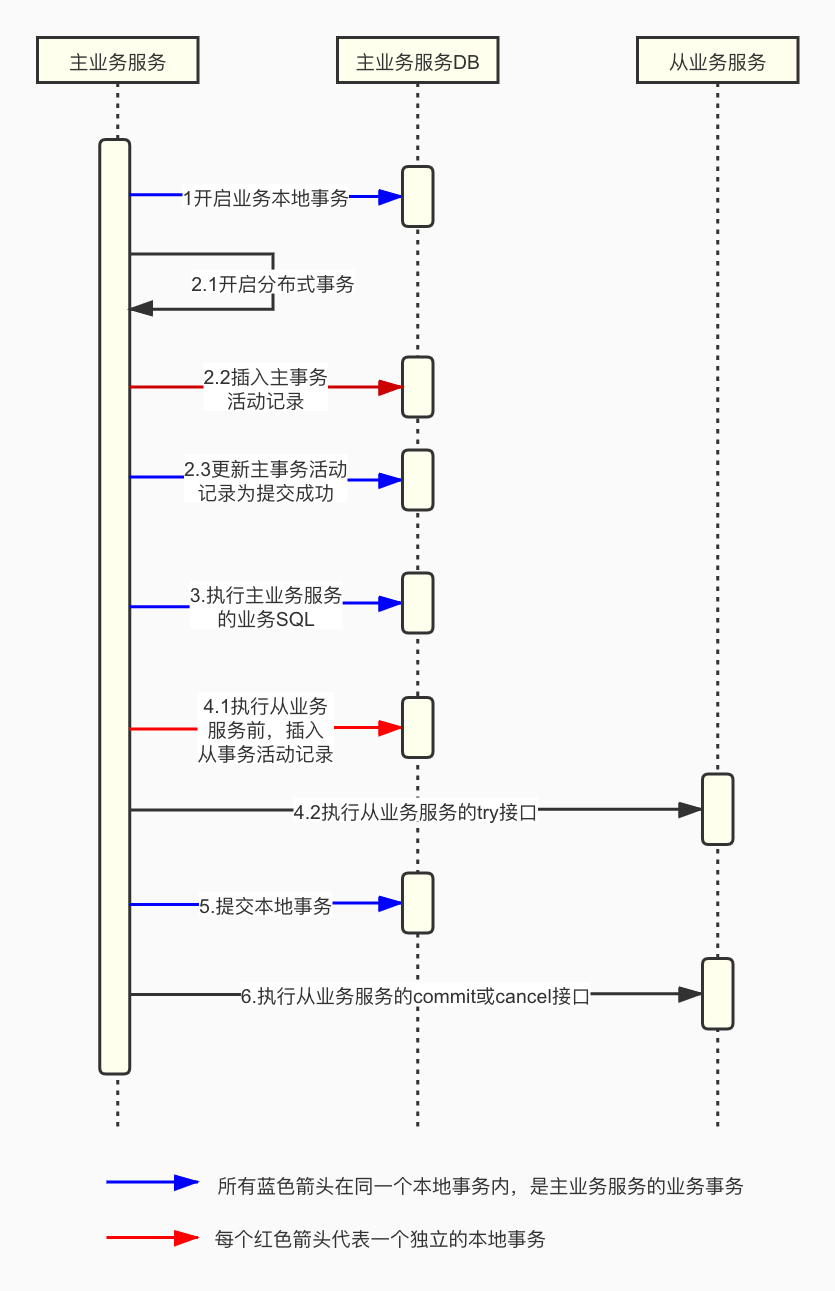 主业务服务
主业务服务DB
从业务服务
1开启业务本地事务
2.1开启分布式事务
2.2插入主事务
活动记录
2.3更新主事务活动
记录为提交成功
3.执行主业务服务
的业务SQL
4.1执行从业务
服务前，插入
从事务活动记录
4.2执行从业务服务的try接口
5.提交本地事务
6.执行从业务服务的commit或cancel接口
所有蓝色箭头在同一个本地事务内，是主业务服务的业务事务
每个红色箭头代表一个独立的本地事务